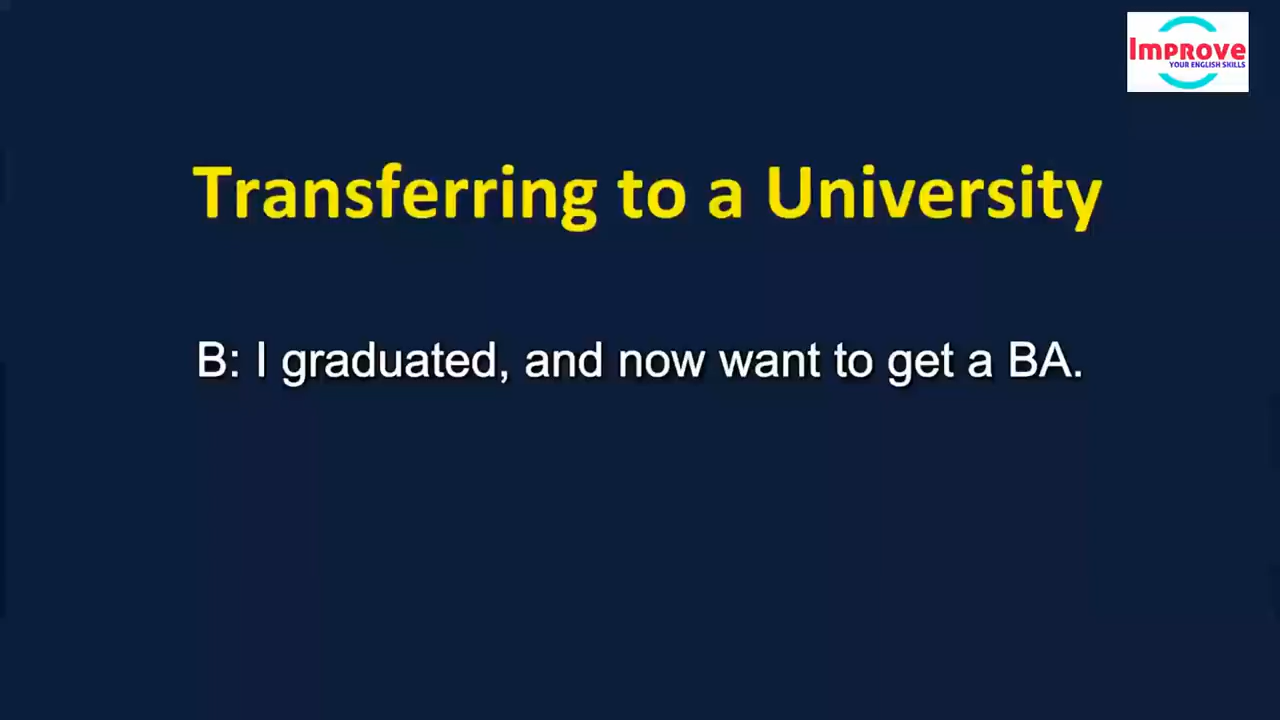 Improve
YOUR ENGLISH SKILLS
Transferring to a University
B: I graduated, and now want to get a BA.